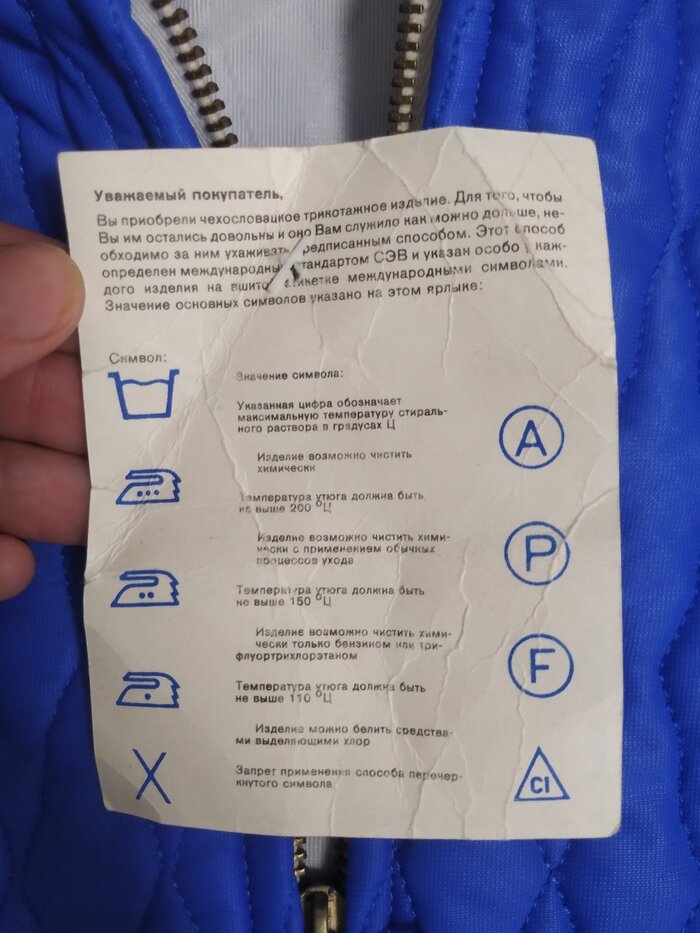 Уважаемый покупатель,
Вы приобрели чехословацкое трикотажное изделие. Для того, чтобы
Вы им остались довольны и оно Вам служило как можно дольше, не-
обходимо за ним ухаживать предписанным способом. Этот способ
определен международным стандартом СЭВ и указан особо у каж-
дого изделия на вшитой этикетке международными символами.
Значение основных символов указано на этом ярлыке:
Символ:
Значение символа:
Указанная цифра обозначает
максимальную температуру стираль-
ного раствора в градусах Ц
A
Изделие возможно чистить
химически
Температура утюга должна быть
не выше 200 °Ц
P
Изделие возможно чистить хими-
чески с применением обычных
процессов ухода
Температура утюга должна быть
не выше 150 °Ц
F
Изделие возможно чистить хими-
чески только бензином или три-
флуортрихлорэтаном
Температура утюга должна быть
не выше 110 °Ц
Изделие можно белить средства-
ми выделяющими хлор
Cl
Запрет применения способа перечер-
кнутого символа